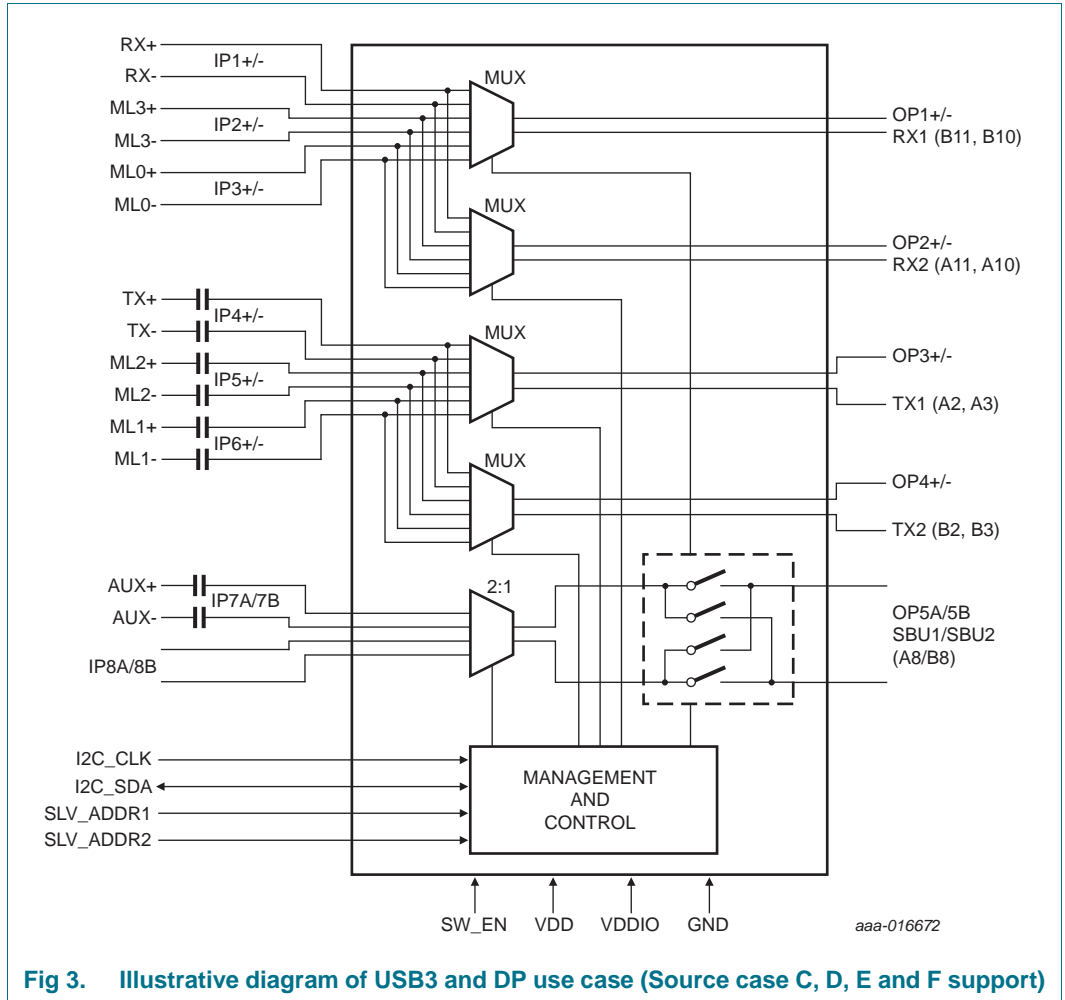 RX+
IP1+/-
RX-
ML3+
IP2+/-
ML3-
ML0+
IP3+/-
ML0-
MUX
OP1+/-
RX1 (B11, B10)
MUX
OP2+/-
RX2 (A11, A10)
TX+
IP4+/-
TX-
ML2+
IP5+/-
ML2-
ML1+
IP6+/-
ML1-
MUX
OP3+/-
TX1 (A2, A3)
MUX
OP4+/-
TX2 (B2, B3)
AUX+
IP7A/7B
AUX-
IP8A/8B
2:1
OP5A/5B
SBU1/SBU2
(A8/B8)
I2C_CLK
I2C_SDA
SLV_ADDR1
SLV_ADDR2
MANAGEMENT
AND
CONTROL
SW_EN
VDD
VDDIO
GND
aaa-016672
Fig 3. Illustrative diagram of USB3 and DP use case (Source case C, D, E and F support)